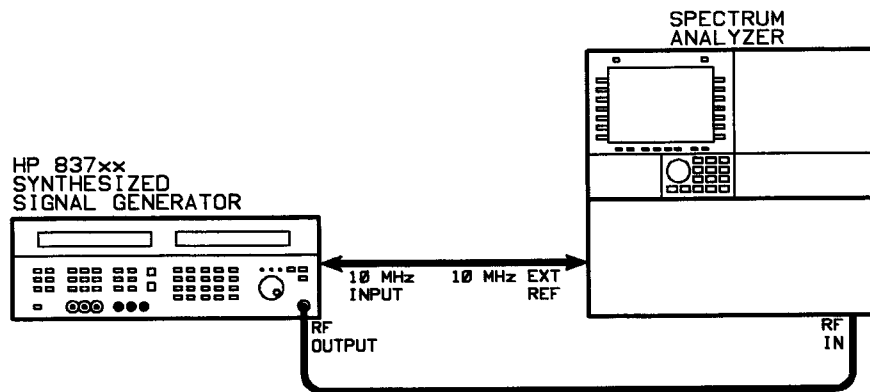 SPECTRUM
ANALYZER
HP 837xx
SYNTHESIZED
SIGNAL GENERATOR
10 MHz
INPUT
10 MHz EXT
REF
RF
OUTPUT
RF
IN